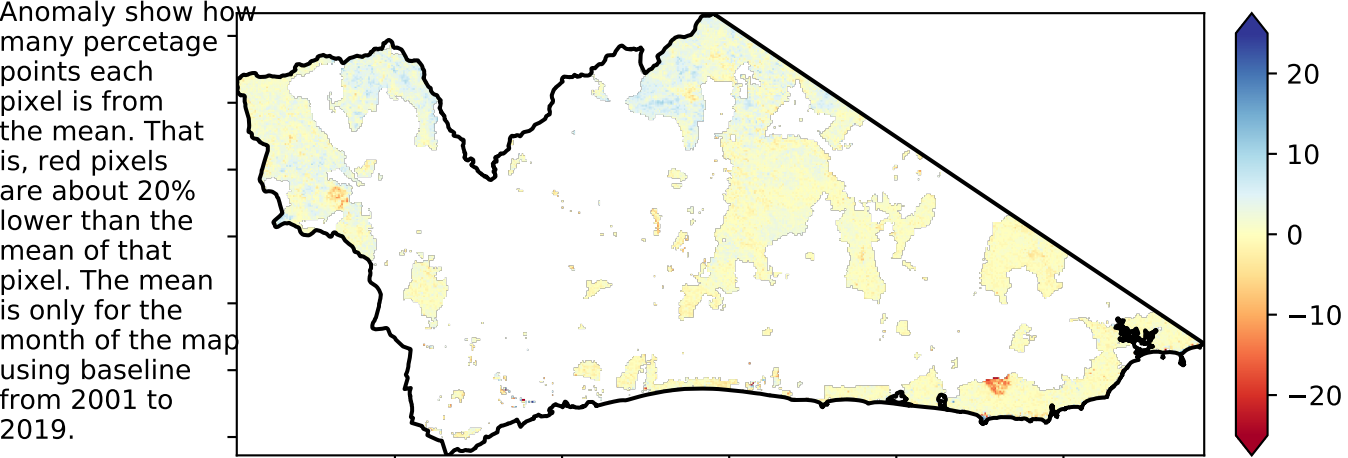 Anomaly show how
many percetage
points each
pixel is from
the mean. That
is, red pixels
are about 20%
lower than the
mean of that
pixel. The mean
is only for the
month of the map
using baseline
from 2001 to
2019.
20
10
0
−10
−20